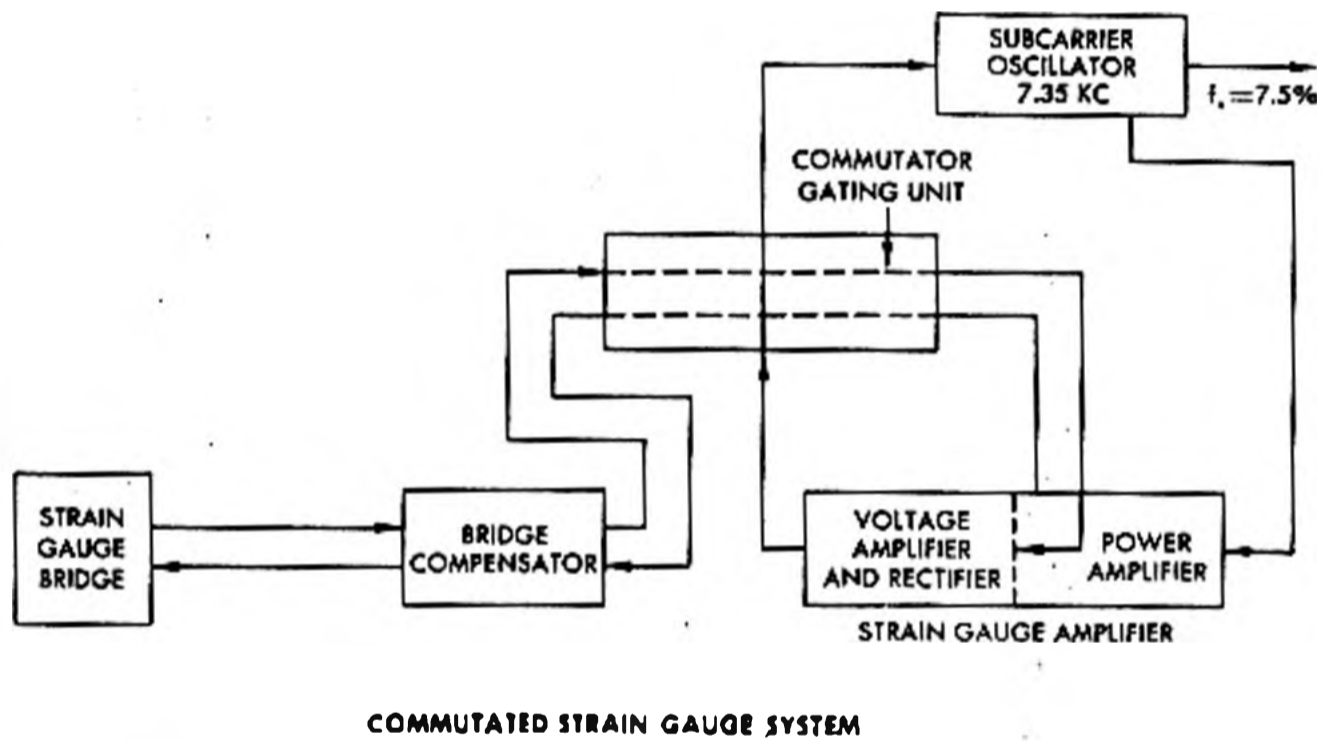 SUBCARRIER
OSCILLATOR
7.35 KC
f. = 7.5%
COMMUTATOR
GATING UNIT
STRAIN
GAUGE
BRIDGE
BRIDGE
COMPENSATOR
VOLTAGE
AMPLIFIER
AND RECTIFIER
POWER
AMPLIFIER
STRAIN GAUGE AMPLIFIER
COMMUTATED STRAIN GAUGE SYSTEM